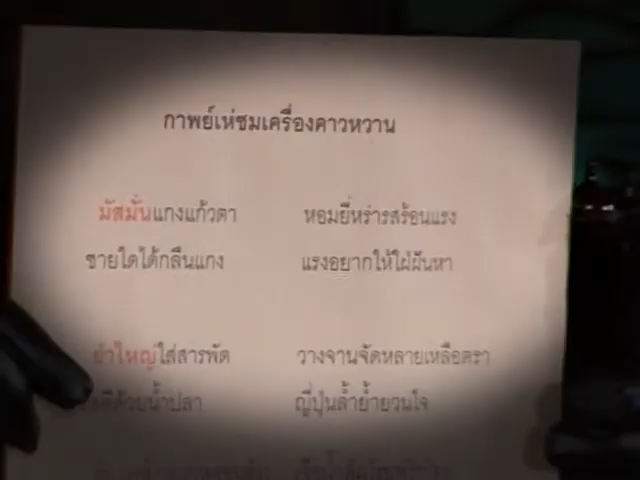 กาพย์เห่ชมเครื่องคาวหวาน
มัสมั่นแกงแก้วตา หอมยี่หร่ารสร้อนแรง
ชายใดได้กลืนแกง แรงอยากให้ใฝ่ฝันหา
ยำใหญ่ใส่สารพัด วางจานจัดหลายเหลือตรา
ด้วยน้ำปลา ญี่ปุ่นล้ำย้ำยวนใจ